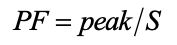 PF = peak/S